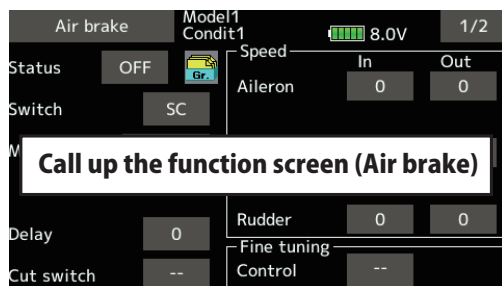 Air brake Model1 Condit1 8.0V 1/2
Speed
In Out
Status OFF Gr.
Aileron 0 0
Switch SC
M
Call up the function screen (Air brake)
Rudder 0 0
Delay 0
Fine tuning
Cut switch -- Control --